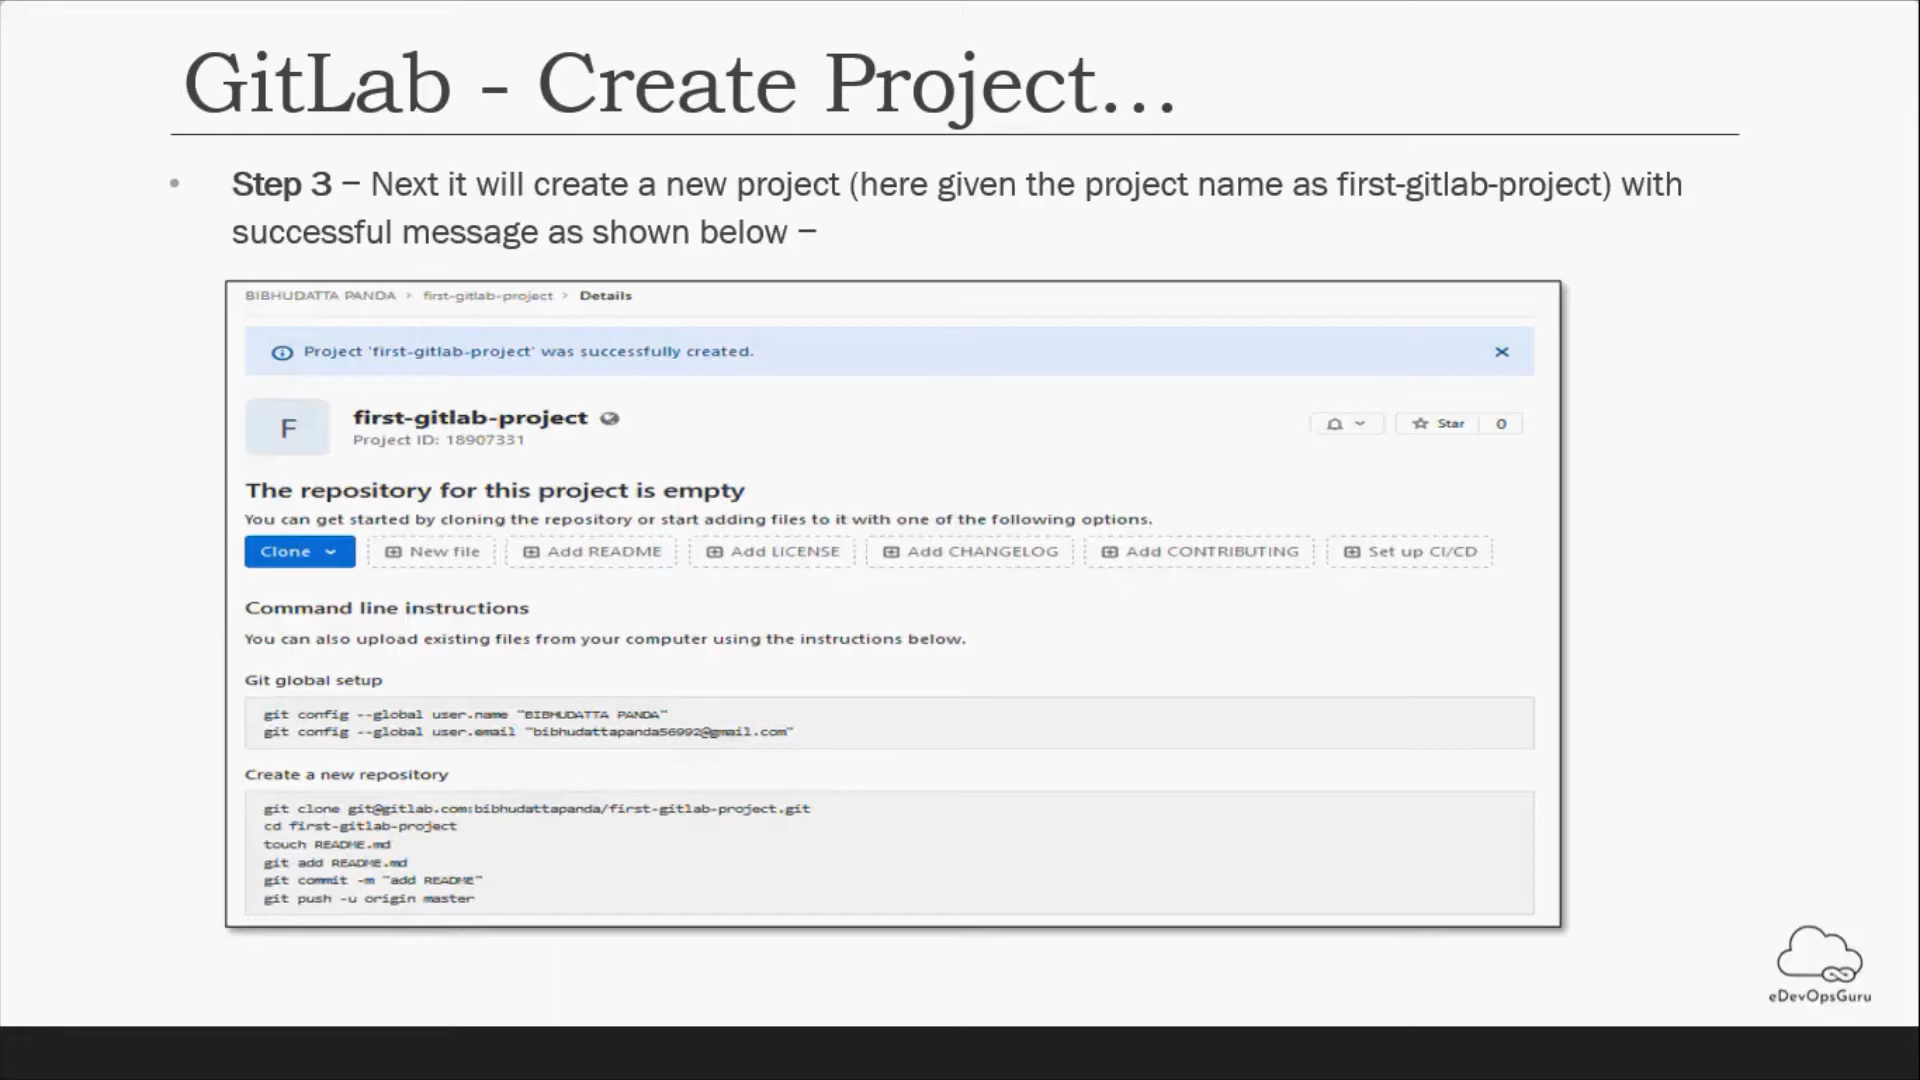 GitLab - Create Project...
• Step 3 – Next it will create a new project (here given the project name as first-gitlab-project) with
successful message as shown below –
BIBHUDATTA PANDA > first-gitlab-project > Details
Project 'first-gitlab-project' was successfully created.
F
first-gitlab-project
Project ID: 18907331
Star 0
The repository for this project is empty
You can get started by cloning the repository or start adding files to it with one of the following options.
Clone New file Add README Add LICENSE Add CHANGELOG Add CONTRIBUTING Set up CI/CD
Command line instructions
You can also upload existing files from your computer using the instructions below.
Git global setup
git config --global user.name "BIBHUDATTA PANDA"
git config --global user.email "bibhudattapanda56992@gmail.com"
Create a new repository
git clone git@gitlab.com:bibhudattapanda/first-gitlab-project.git
cd first-gitlab-project
touch README.md
git add README.md
git commit -m "add README"
git push -u origin master
eDevOpsGuru